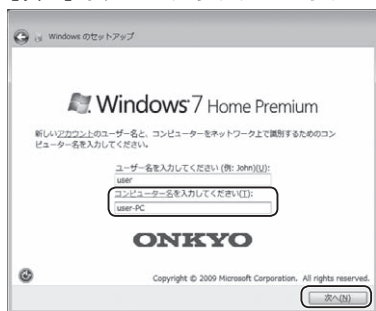 Windows のセットアップ
Windows 7 Home Premium
新しいアカウントのユーザー名と、コンピューターをネットワーク上で識別するためのコン
ピューター名を入力してください。
ユーザー名を入力してください (例: John)(U):
user
コンピューター名を入力してください(T):
user-PC
ONKYO
Copyright © 2009 Microsoft Corporation. All rights reserved.
次へ(N)